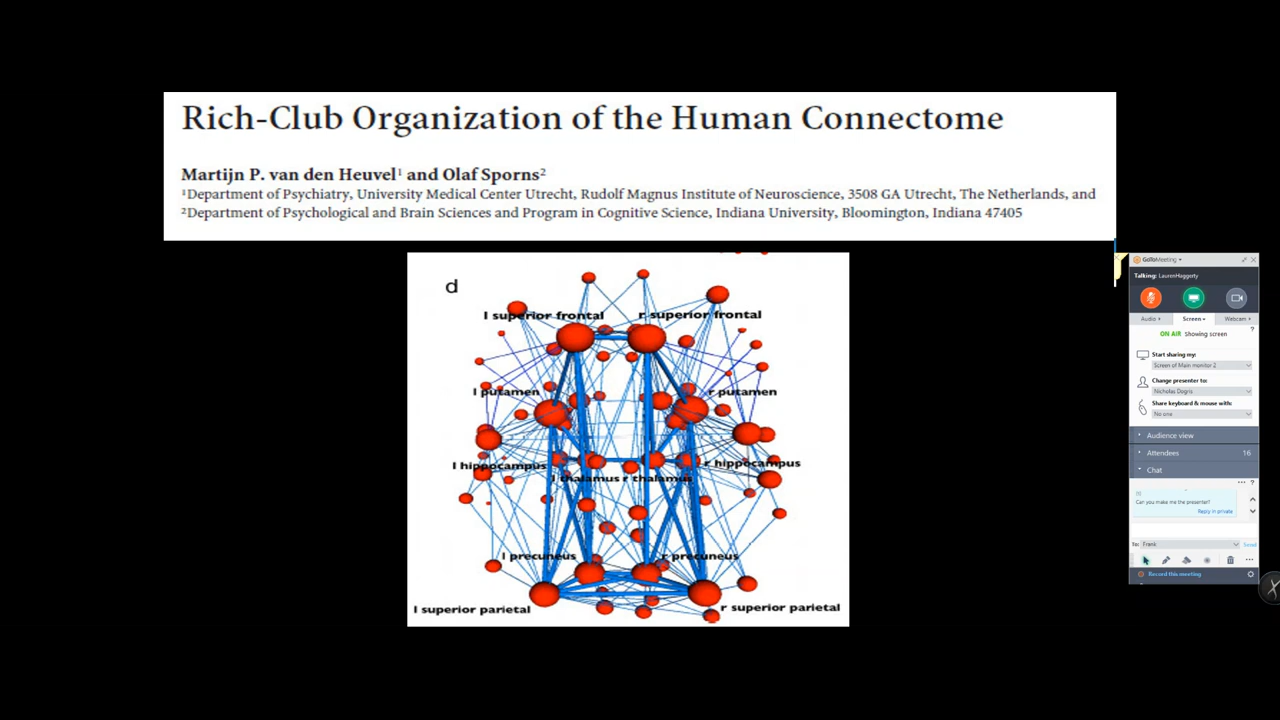 Rich-Club Organization of the Human Connectome
Martijn P. van den Heuvel¹ and Olaf Sporns²
¹Department of Psychiatry, University Medical Center Utrecht, Rudolf Magnus Institute of Neuroscience, 3508 GA Utrecht, The Netherlands, and
²Department of Psychological and Brain Sciences and Program in Cognitive Science, Indiana University, Bloomington, Indiana 47405
d
l superior frontal r superior frontal
l putamen r putamen
l hippocampus r hippocampus
l thalamus r thalamus
l precuneus r precuneus
l superior parietal r superior parietal
GoToMeeting
Talking: LaurenHaggerty
Audio Screen Webcam
ON AIR Showing screen ?
Start sharing my:
Screen of Main monitor 2
Change presenter to:
Nicholas Dogris
Share keyboard & mouse with:
No one
Audience view
Attendees 16
Chat
... ?
Can you make me the presenter?
Reply in private
To: Frank Send
...
Record this meeting